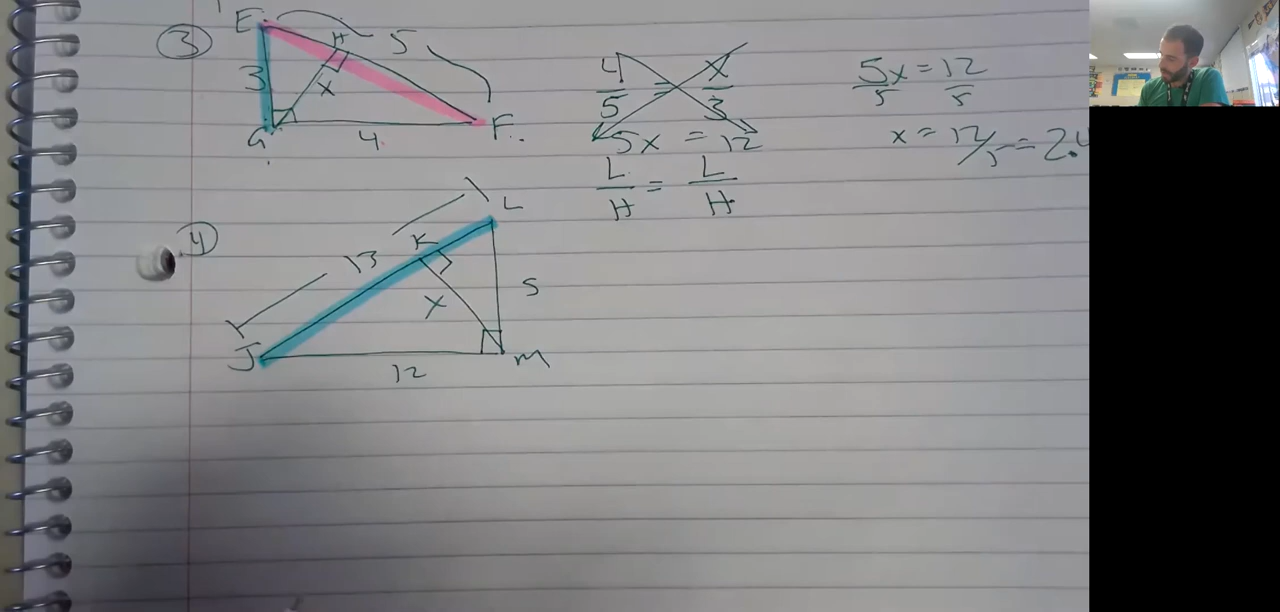 ③
E
H
5
3
x
G
4
F
4/5 = x/3
5x = 12
L/H = L/H
5x/5 = 12/5
x = 12/5 = 2.4
④
L
K
13
x
5
J
12
M